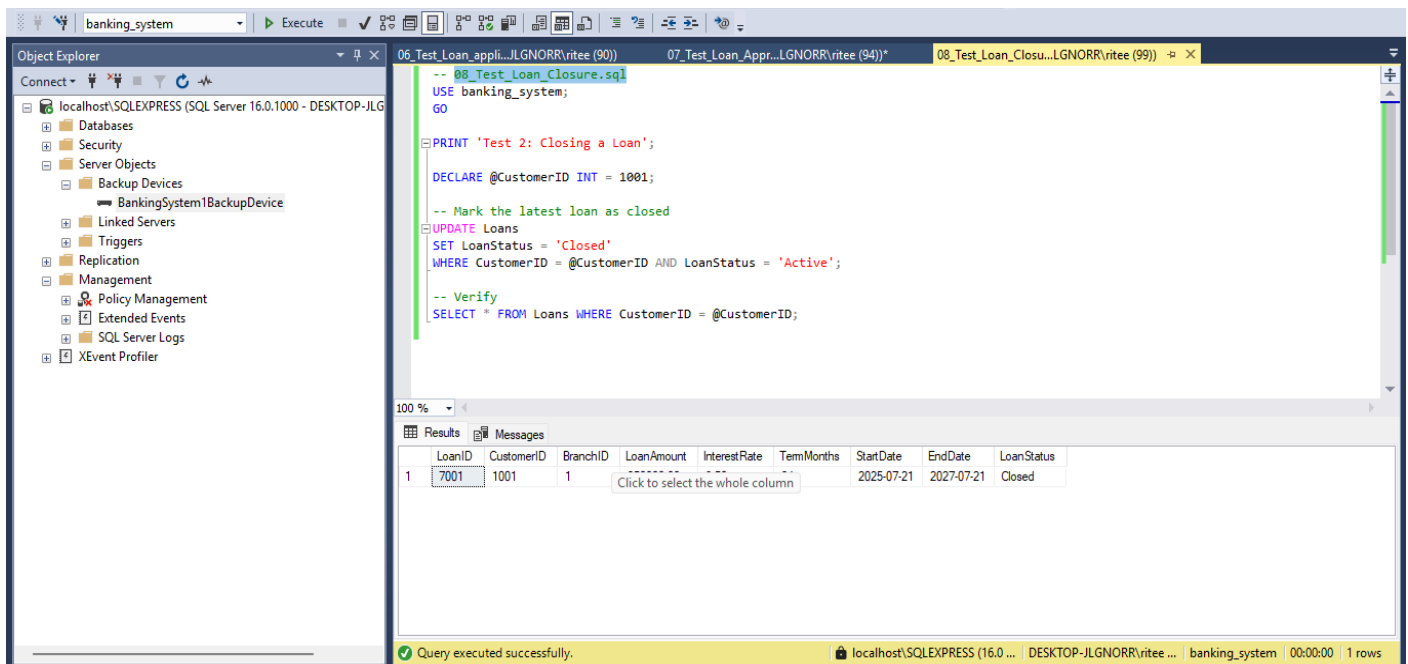 banking_system
Execute
Object Explorer
Connect
localhost\SQLEXPRESS (SQL Server 16.0.1000 - DESKTOP-JLG
Databases
Security
Server Objects
Backup Devices
BankingSystem1BackupDevice
Linked Servers
Triggers
Replication
Management
Policy Management
Extended Events
SQL Server Logs
XEvent Profiler
06_Test_Loan_appli...JLGNORR\ritee (90))
07_Test_Loan_Appr...LGNORR\ritee (94))*
08_Test_Loan_Closu...LGNORR\ritee (99))
-- 08_Test_Loan_Closure.sql
USE banking_system;
GO
PRINT 'Test 2: Closing a Loan';
DECLARE @CustomerID INT = 1001;
-- Mark the latest loan as closed
UPDATE Loans
SET LoanStatus = 'Closed'
WHERE CustomerID = @CustomerID AND LoanStatus = 'Active';
-- Verify
SELECT * FROM Loans WHERE CustomerID = @CustomerID;
100 %
Results Messages
LoanID CustomerID BranchID LoanAmount InterestRate TermMonths StartDate EndDate LoanStatus
1 7001 1001 1 2025-07-21 2027-07-21 Closed
Click to select the whole column
Query executed successfully.
localhost\SQLEXPRESS (16.0 ... DESKTOP-JLGNORR\ritee ... banking_system 00:00:00 1 rows